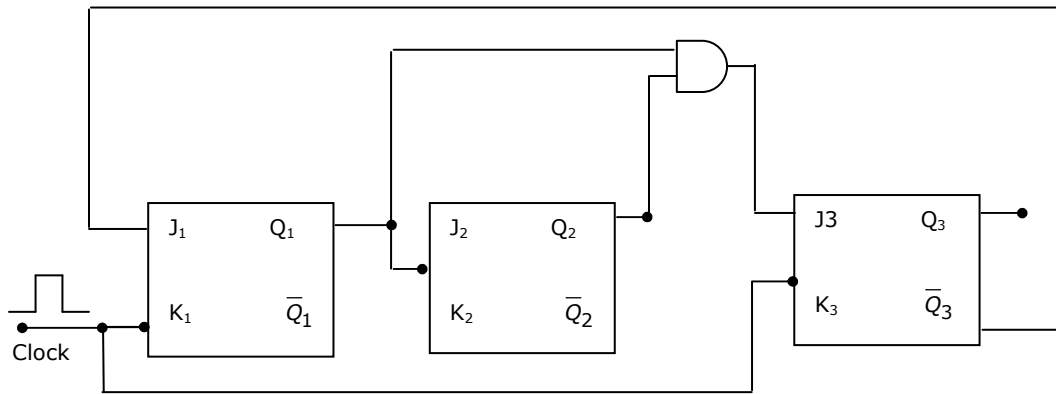 J₁ Q₁
K₁ Q̅₁
J₂ Q₂
K₂ Q̅₂
J3 Q₃
K₃ Q̅₃
Clock